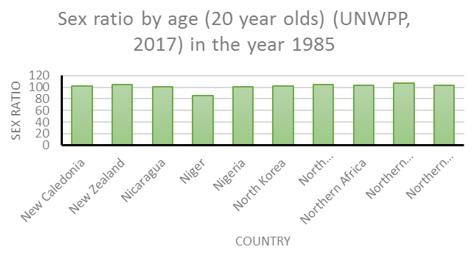 Sex ratio by age (20 year olds) (UNWPP,
2017) in the year 1985
120
100
80
60
40
20
0
SEX RATIO
New Caledonia
New Zealand
Nicaragua
Niger
Nigeria
North Korea
North...
Northern Africa
Northern...
Northern...
COUNTRY